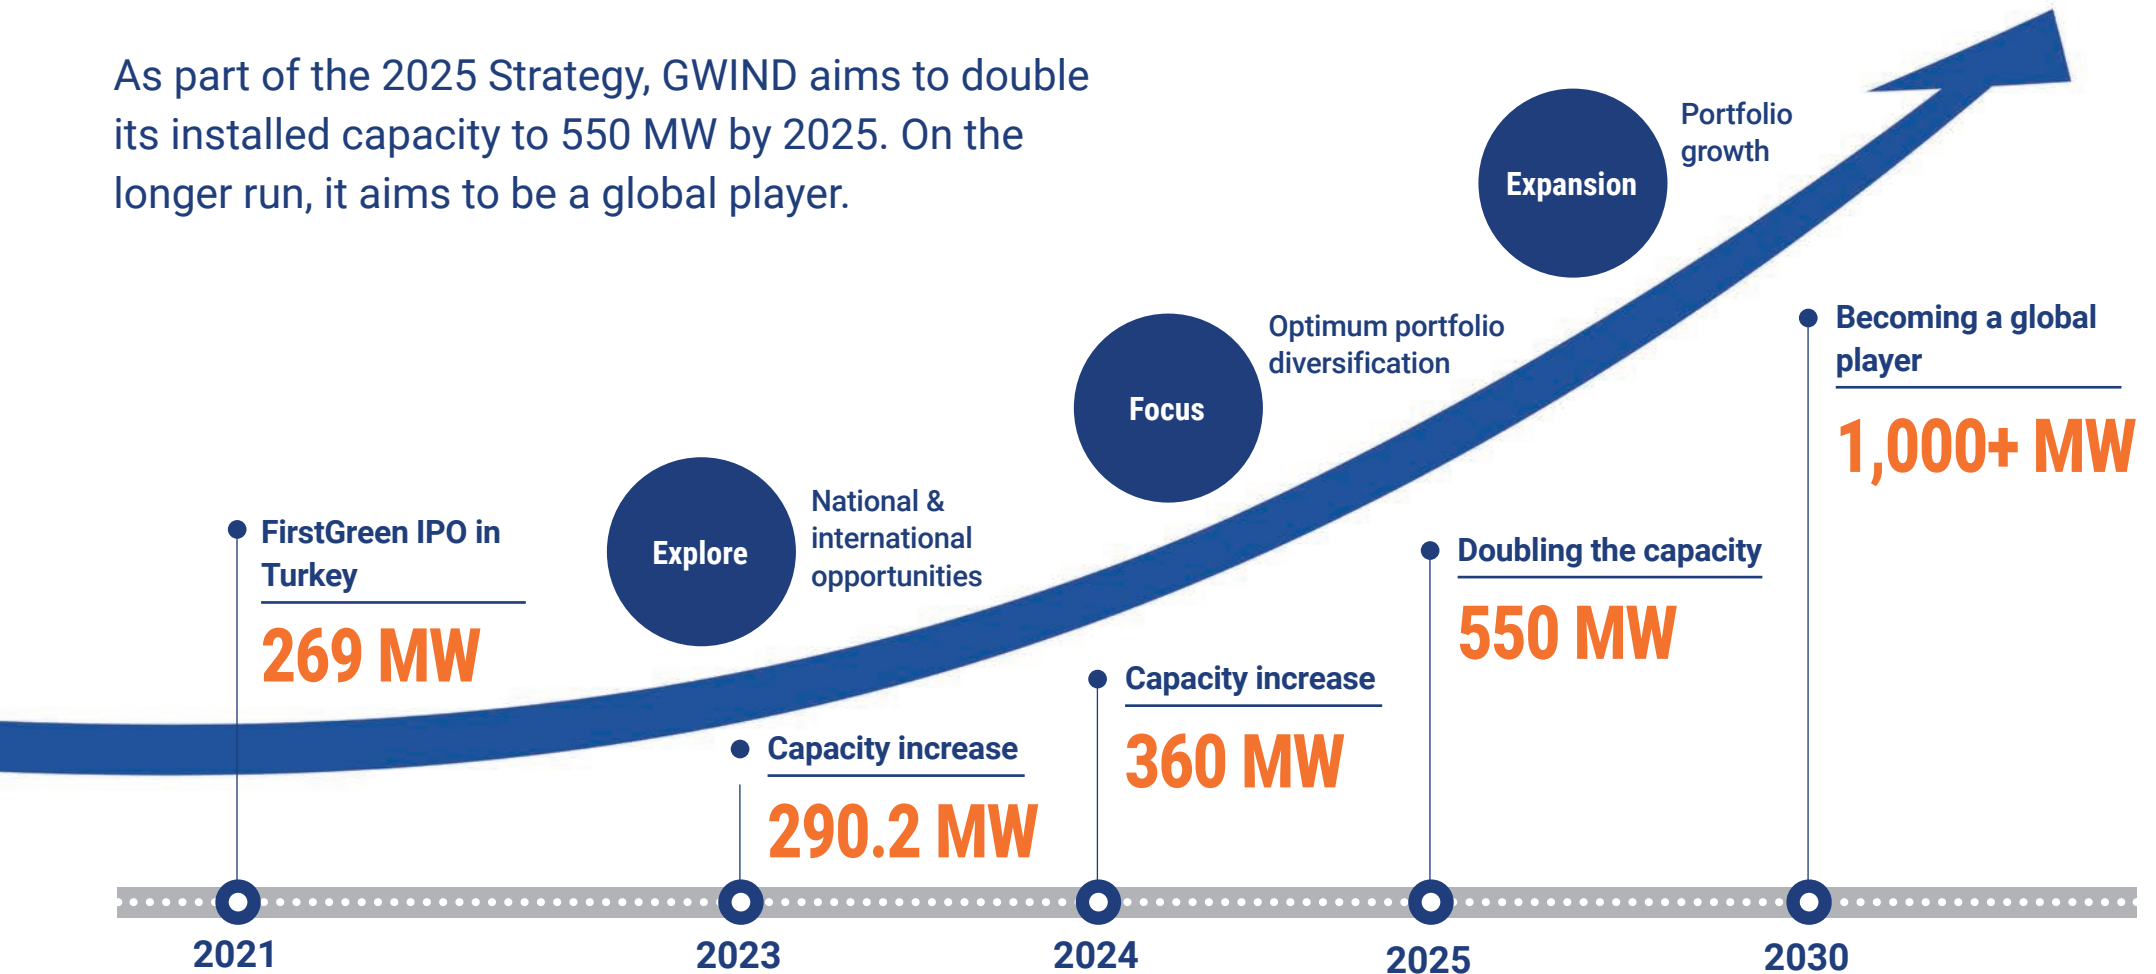 As part of the 2025 Strategy, GWIND aims to double
its installed capacity to 550 MW by 2025. On the
longer run, it aims to be a global player.
Expansion
Portfolio
growth
Focus
Optimum portfolio
diversification
Explore
National &
international
opportunities
FirstGreen IPO in
Turkey
269 MW
Capacity increase
290.2 MW
Capacity increase
360 MW
Doubling the capacity
550 MW
Becoming a global
player
1,000+ MW
2021
2023
2024
2025
2030